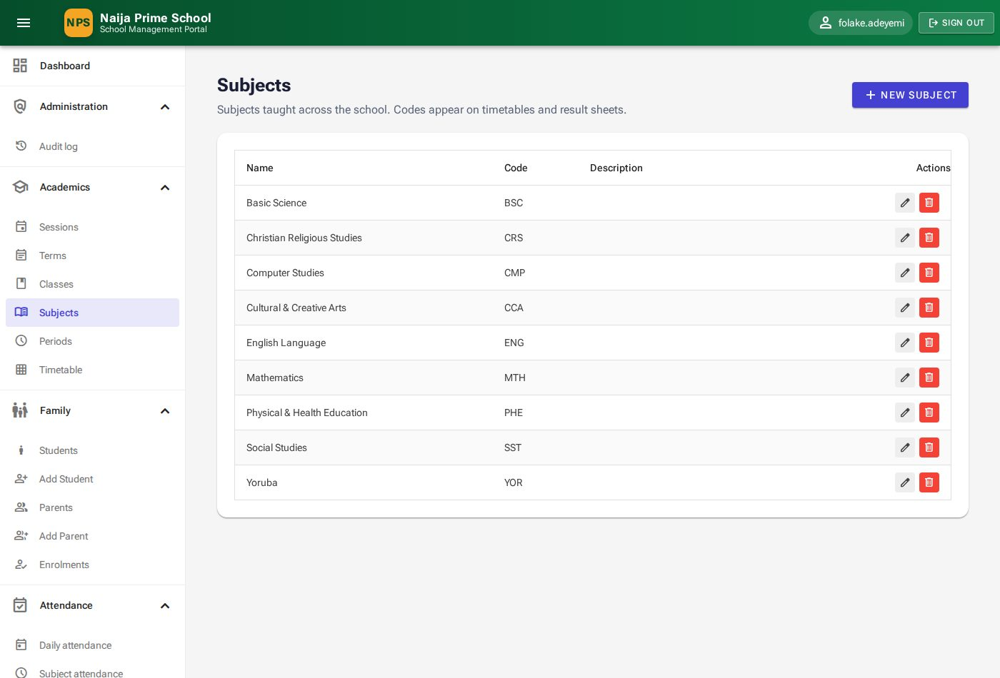 NPS
Naija Prime School
School Management Portal
folake.adeyemi
SIGN OUT
Dashboard
Administration
Audit log
Academics
Sessions
Terms
Classes
Subjects
Periods
Timetable
Family
Students
Add Student
Parents
Add Parent
Enrolments
Attendance
Daily attendance
Subject attendance
Subjects
Subjects taught across the school. Codes appear on timetables and result sheets.
NEW SUBJECT
Name Code Description Actions
Basic Science BSC
Christian Religious Studies CRS
Computer Studies CMP
Cultural & Creative Arts CCA
English Language ENG
Mathematics MTH
Physical & Health Education PHE
Social Studies SST
Yoruba YOR